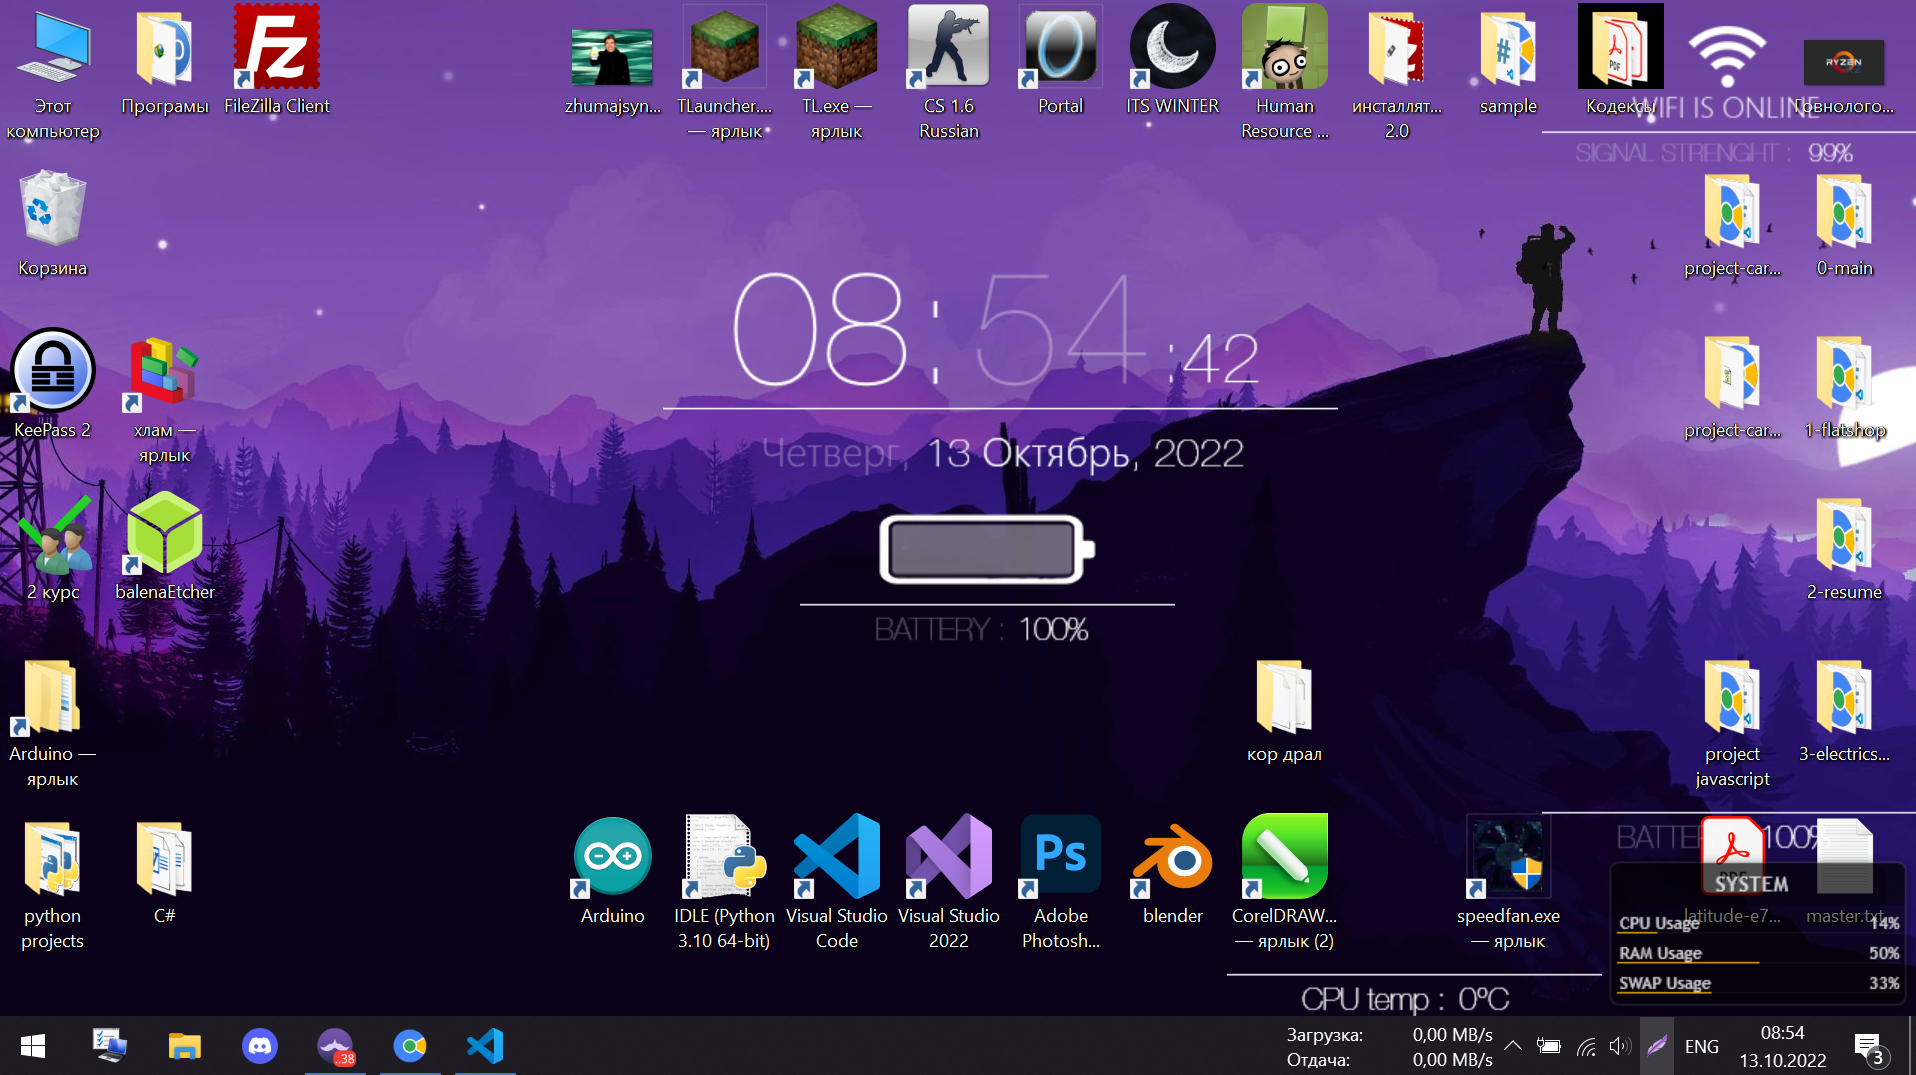 Этот
компьютер
Програмы
FileZilla Client
zhumajsyn...
TLauncher....
— ярлык
TL.exe —
ярлык
CS 1.6
Russian
Portal
ITS WINTER
Human
Resource ...
инсталлят...
2.0
sample
Кодексы
WIFI IS ONLINE
Говнолого...
RYZEN
PDF
SIGNAL STRENGHT : 99%
Корзина
project-car...
0-main
08:54:42
KeePass 2
хлам —
ярлык
project-car...
1-flatshop
Четверг, 13 Октябрь, 2022
2 курс
balenaEtcher
2-resume
BATTERY : 100%
Arduino —
ярлык
кор драл
project
javascript
3-electrics...
BATTERY 100%
python
projects
C#
Arduino
IDLE (Python
3.10 64-bit)
Visual Studio
Code
Visual Studio
2022
Ps
Adobe
Photosh...
blender
CorelDRAW...
— ярлык (2)
speedfan.exe
— ярлык
latitude-e7...
master.txt
SYSTEM
CPU Usage 14%
RAM Usage 50%
SWAP Usage 33%
CPU temp : 0°C
..38
Загрузка: 0,00 MB/s
Отдача: 0,00 MB/s
ENG
08:54
13.10.2022
3